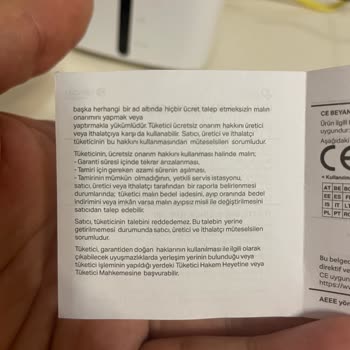 başka herhangi bir ad altında hiçbir ücret talep etmeksizin malın
onarımını yapmak veya
yaptırmakla yükümlüdür. Tüketici ücretsiz onarım hakkını üretici
veya ithalatçıya karşı da kullanabilir. Satıcı, üretici ve ithalatçı
tüketicinin bu hakkını kullanmasından müteselsilen sorumludur.
Tüketicinin, ücretsiz onarım hakkını kullanması halinde malın;
- Garanti süresi içinde tekrar arızalanması,
- Tamiri için gereken azami sürenin aşılması,
- Tamirinin mümkün olmadığının, yetkili servis istasyonu,
satıcı, üretici veya ithalatçı tarafından bir raporla belirlenmesi
durumlarında; tüketici malın bedel iadesini, ayıp oranında bedel
indirimini veya imkân varsa malın ayıpsız misli ile değiştirilmesini
satıcıdan talep edebilir.
Satıcı, tüketicinin talebini reddedemez. Bu talebin yerine
getirilmemesi durumunda satıcı, üretici ve ithalatçı müteselsilen
sorumludur.
Tüketici, garantiden doğan haklarının kullanılması ile ilgili olarak
çıkabilecek uyuşmazlıklarda yerleşim yerinin bulunduğu veya
tüketici işleminin yapıldığı yerdeki Tüketici Hakem Heyetine veya
Tüketici Mahkemesine başvurabilir.
CE BEYAN
Ürün ilgili
uygundur.
Aşağıdaki
CE
• Kullanılm
AT BE BG
EE ES FI
IS IT LT
PL PT RO
Bu belgec
direktif ve
CE uygun
https://w
AEEE yön